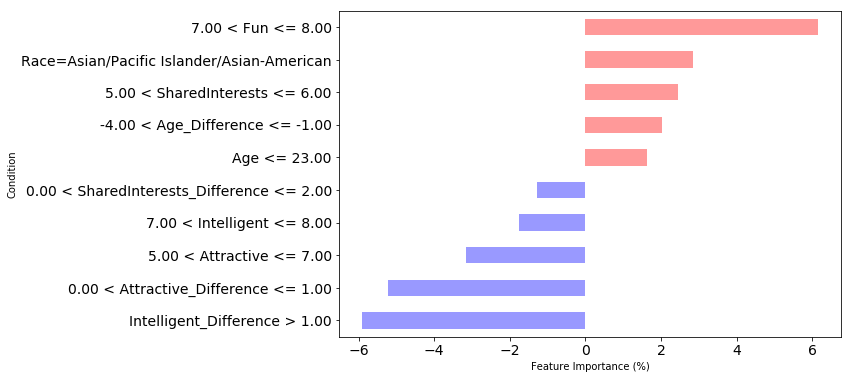 7.00 < Fun <= 8.00
Race=Asian/Pacific Islander/Asian-American
5.00 < SharedInterests <= 6.00
-4.00 < Age_Difference <= -1.00
Age <= 23.00
0.00 < SharedInterests_Difference <= 2.00
7.00 < Intelligent <= 8.00
5.00 < Attractive <= 7.00
0.00 < Attractive_Difference <= 1.00
Intelligent_Difference > 1.00
Condition
−6 −4 −2 0 2 4 6
Feature Importance (%)